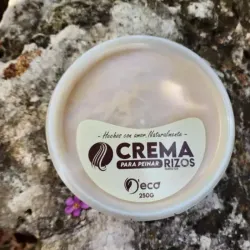 - Hechos con amor, Naturalmente -
CREMA
PARA PEINAR RIZOS
D'eco
250G